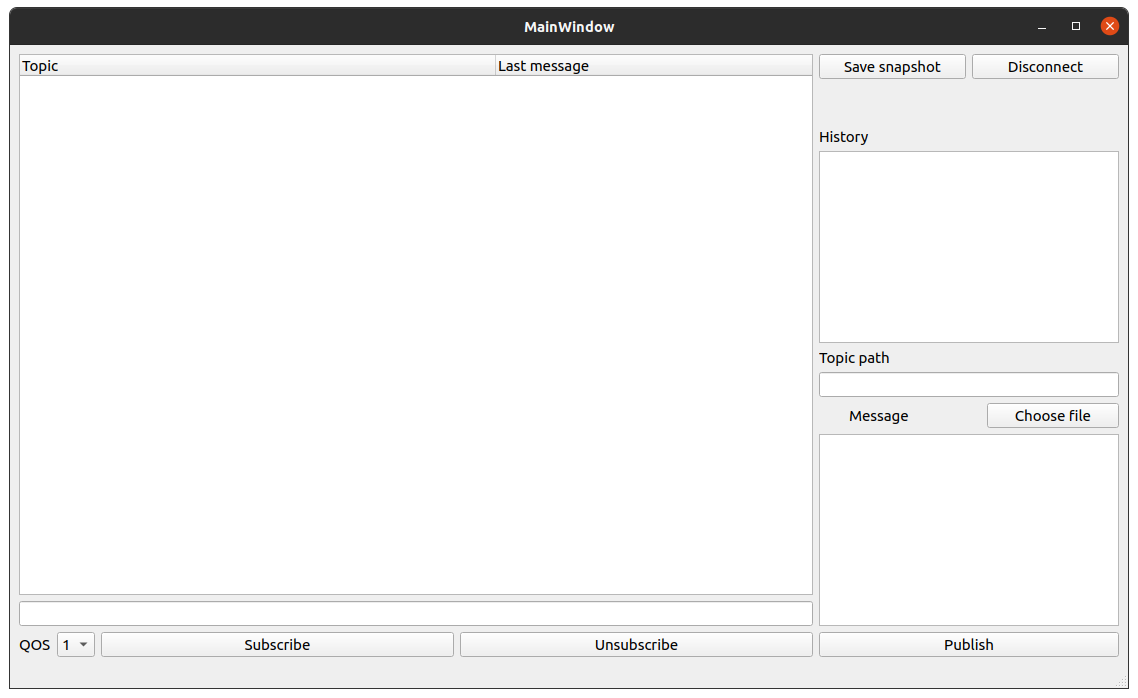 MainWindow
Topic Last message
Save snapshot Disconnect
History
Topic path
Message Choose file
QOS 1 Subscribe Unsubscribe Publish